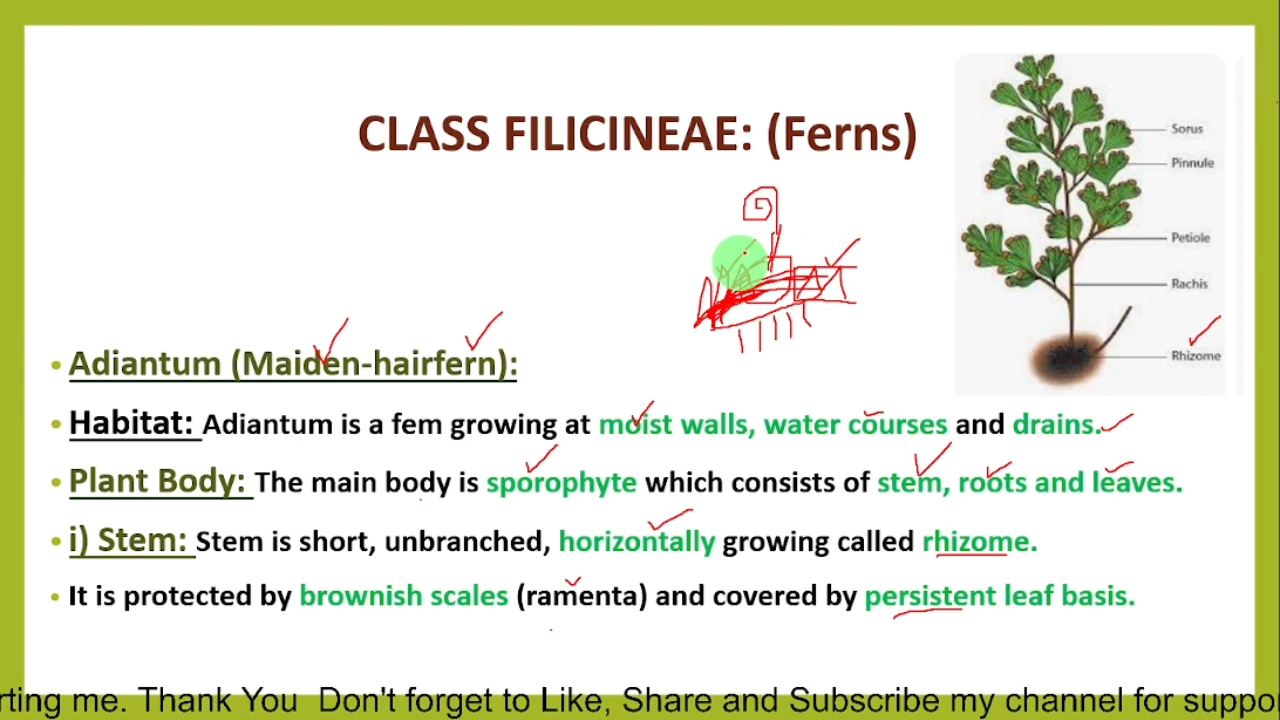 CLASS FILICINEAE: (Ferns)
Sorus
Pinnule
Petiole
Rachis
Rhizome
• Adiantum (Maiden-hairfern):
• Habitat: Adiantum is a fem growing at moist walls, water courses and drains.
• Plant Body: The main body is sporophyte which consists of stem, roots and leaves.
• i) Stem: Stem is short, unbranched, horizontally growing called rhizome.
• It is protected by brownish scales (ramenta) and covered by persistent leaf basis.
rting me. Thank You Don't forget to Like, Share and Subscribe my channel for suppo